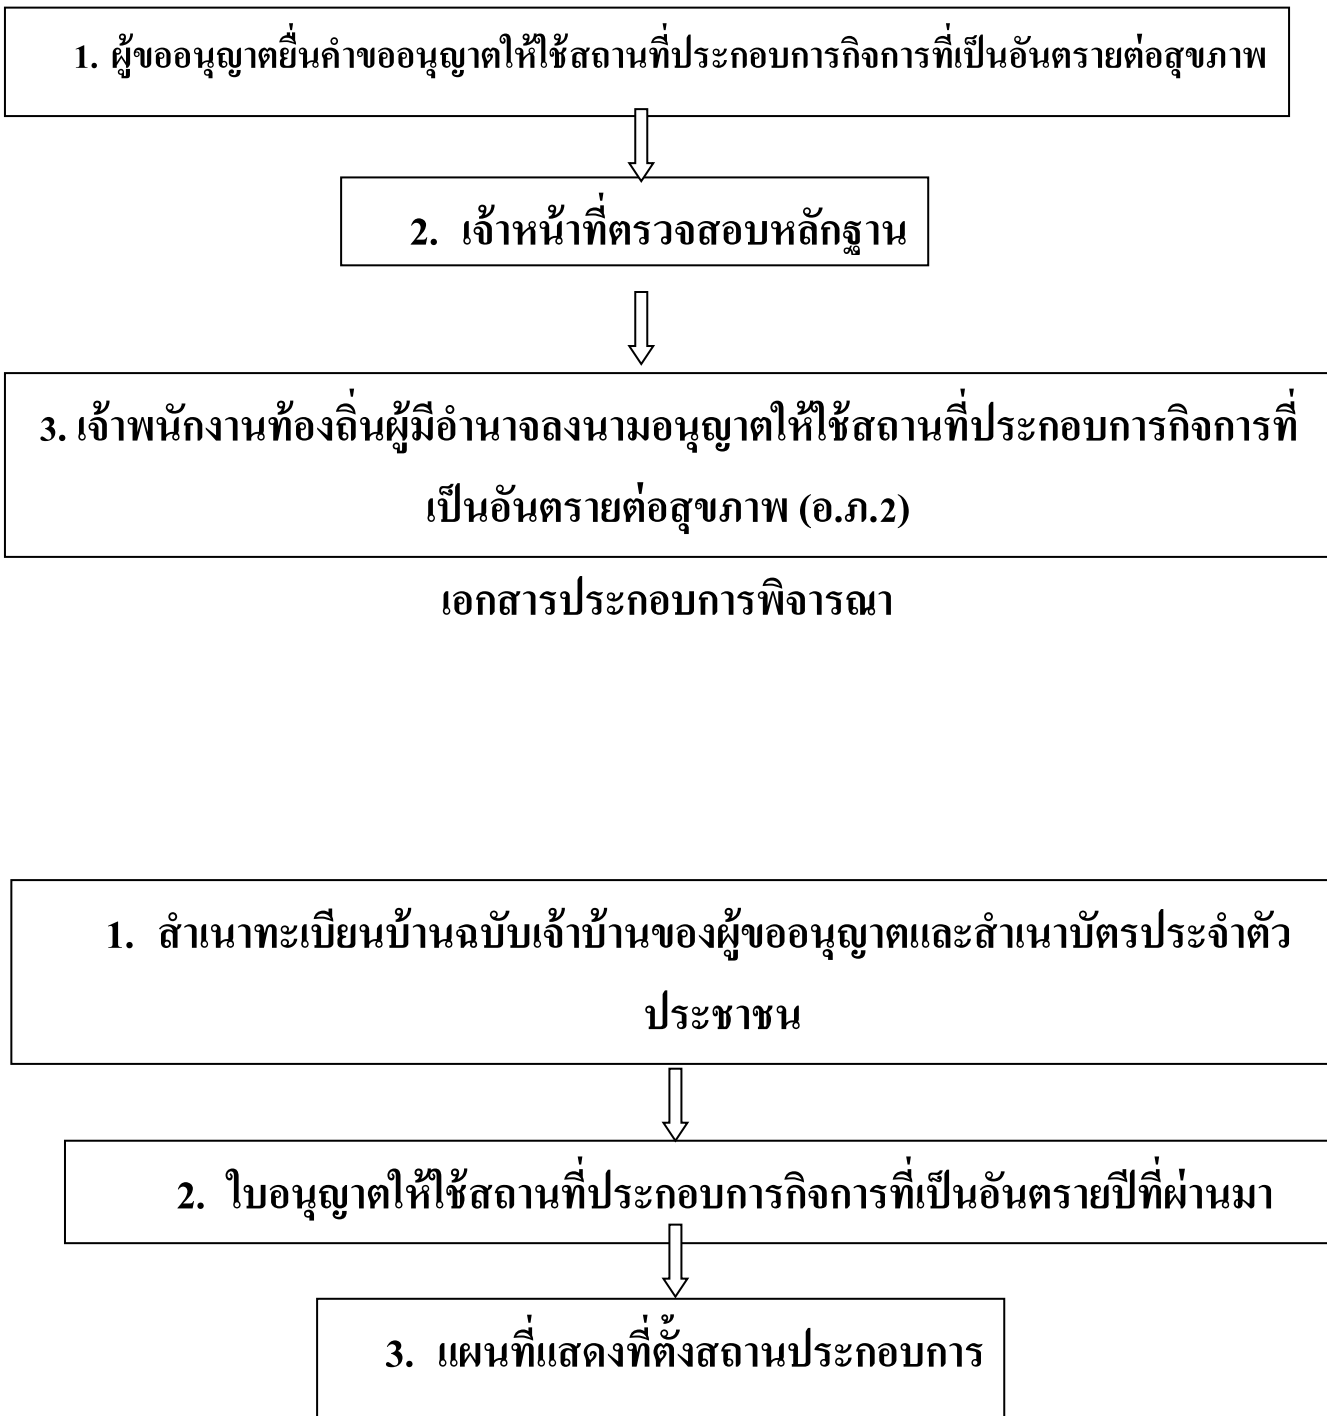 1. ผู้ขออนุญาตยื่นคำขออนุญาตให้ใช้สถานที่ประกอบการกิจการที่เป็นอันตรายต่อสุขภาพ
2. เจ้าหน้าที่ตรวจสอบหลักฐาน
3. เจ้าพนักงานท้องถิ่นผู้มีอำนาจลงนามอนุญาตให้ใช้สถานที่ประกอบการกิจการที่
เป็นอันตรายต่อสุขภาพ (อ.ภ.2)
เอกสารประกอบการพิจารณา
1. สำเนาทะเบียนบ้านฉบับเจ้าบ้านของผู้ขออนุญาตและสำเนาบัตรประจำตัว
ประชาชน
2. ใบอนุญาตให้ใช้สถานที่ประกอบการกิจการที่เป็นอันตรายปีที่ผ่านมา
3. แผนที่แสดงที่ตั้งสถานประกอบการ